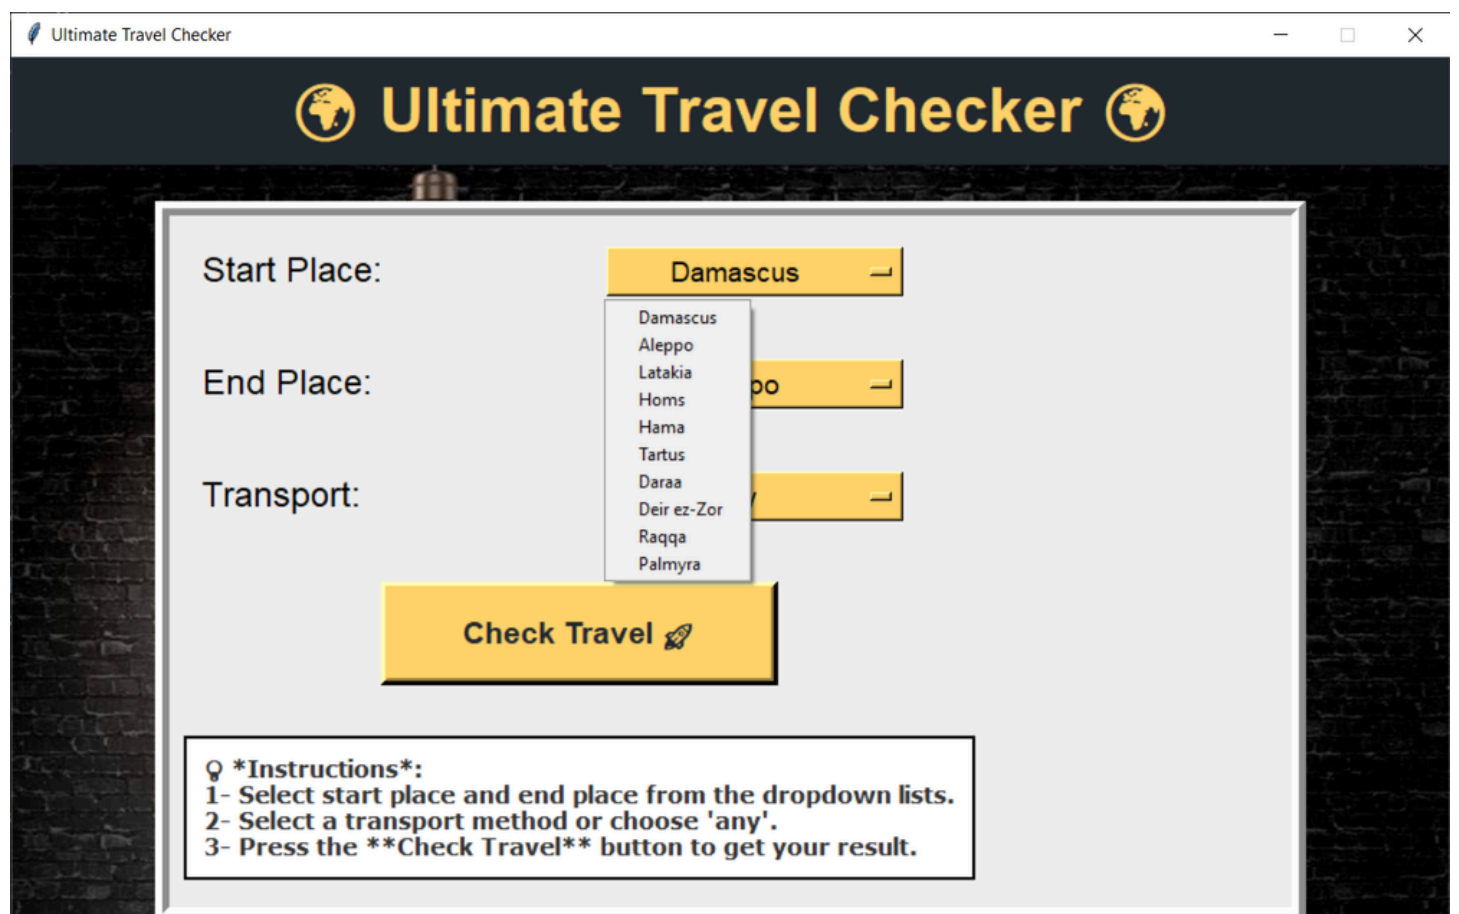 Ultimate Travel Checker
Ultimate Travel Checker
Start Place:
Damascus
Damascus
Aleppo
Latakia
Homs
Hama
Tartus
Daraa
Deir ez-Zor
Raqqa
Palmyra
End Place:
Transport:
Check Travel
*Instructions*:
1- Select start place and end place from the dropdown lists.
2- Select a transport method or choose 'any'.
3- Press the **Check Travel** button to get your result.